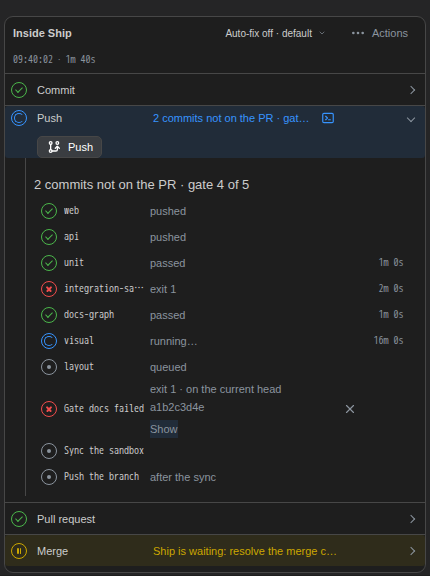 Inside Ship
Auto-fix off · default
Actions
09:40:02 · 1m 40s
Commit
Push
2 commits not on the PR · gat…
Push
2 commits not on the PR · gate 4 of 5
web pushed
api pushed
unit passed 1m 0s
integration-sa… exit 1 2m 0s
docs-graph passed 1m 0s
visual running… 16m 0s
layout queued
exit 1 · on the current head
Gate docs failed a1b2c3d4e
Show
Sync the sandbox
Push the branch after the sync
Pull request
Merge
Ship is waiting: resolve the merge c…